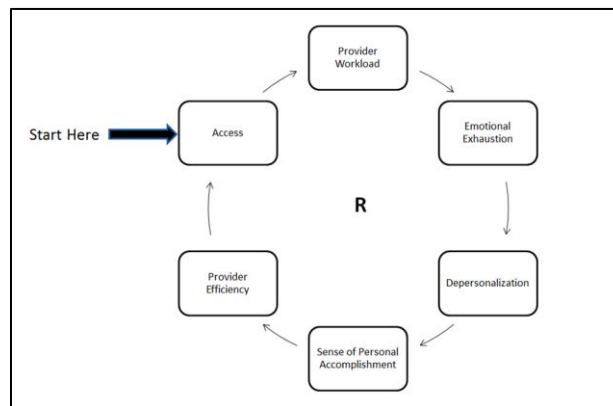 Provider
Workload
Start Here
Access
Emotional
Exhaustion
R
Provider
Efficiency
Depersonalization
Sense of Personal
Accomplishment